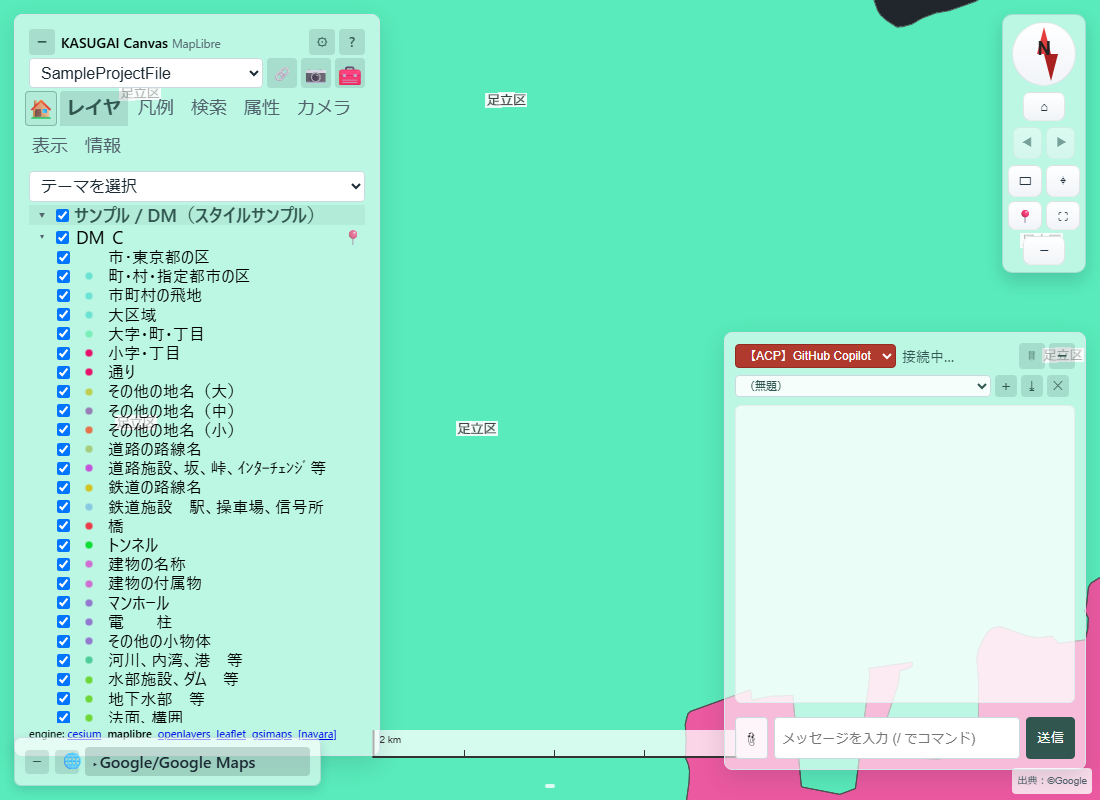 KASUGAI Canvas MapLibre
?
SampleProjectFile
足立区
レイヤ 凡例 検索 属性 カメラ
表示 情報
テーマを選択
サンプル / DM（スタイルサンプル）
DM C
市・東京都の区
町・村・指定都市の区
市町村の飛地
大区域
大字・町・丁目
小字・丁目
通り
その他の地名（大）
その他の地名（中）
足立区
その他の地名（小）
道路の路線名
道路施設、坂、峠、ｲﾝﾀｰﾁｪﾝｼﾞ等
鉄道の路線名
鉄道施設　駅、操車場、信号所
橋
トンネル
建物の名称
建物の付属物
マンホール
電　　柱
その他の小物体
河川、内湾、港　等
水部施設、ダム　等
地下水部　等
法面、構囲
engine: cesium maplibre openlayers leaflet gsimaps [navara]
Google/Google Maps
足立区
足立区
2 km
N
【ACP】GitHub Copilot 接続中...
足立区
（無題）
メッセージを入力 (/ でコマンド)
送信
出典：©Google